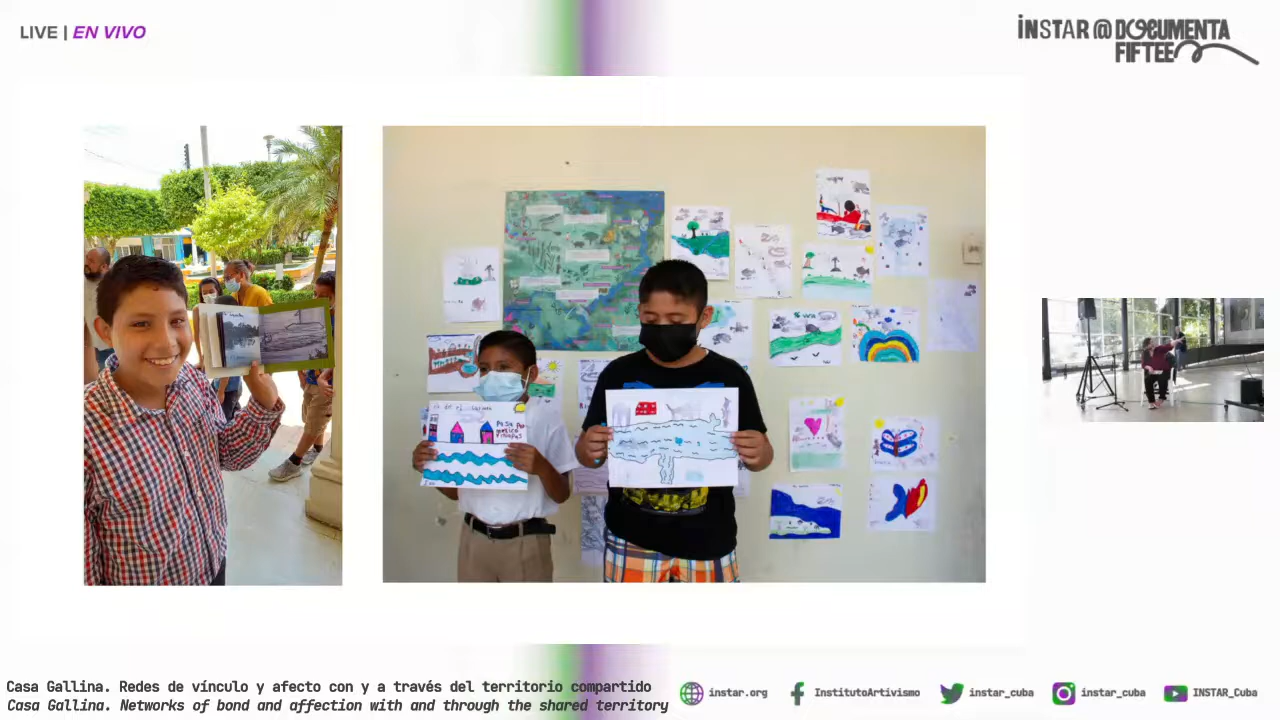 LIVE | EN VIVO
INSTAR @ DOCUMENTA
FIFTEEN
Casa Gallina. Redes de vínculo y afecto con y a través del territorio compartido
Casa Gallina. Networks of bond and affection with and through the shared territory
instar.org
InstitutoArtivismo
instar_cuba
instar_cuba
INSTAR_Cuba